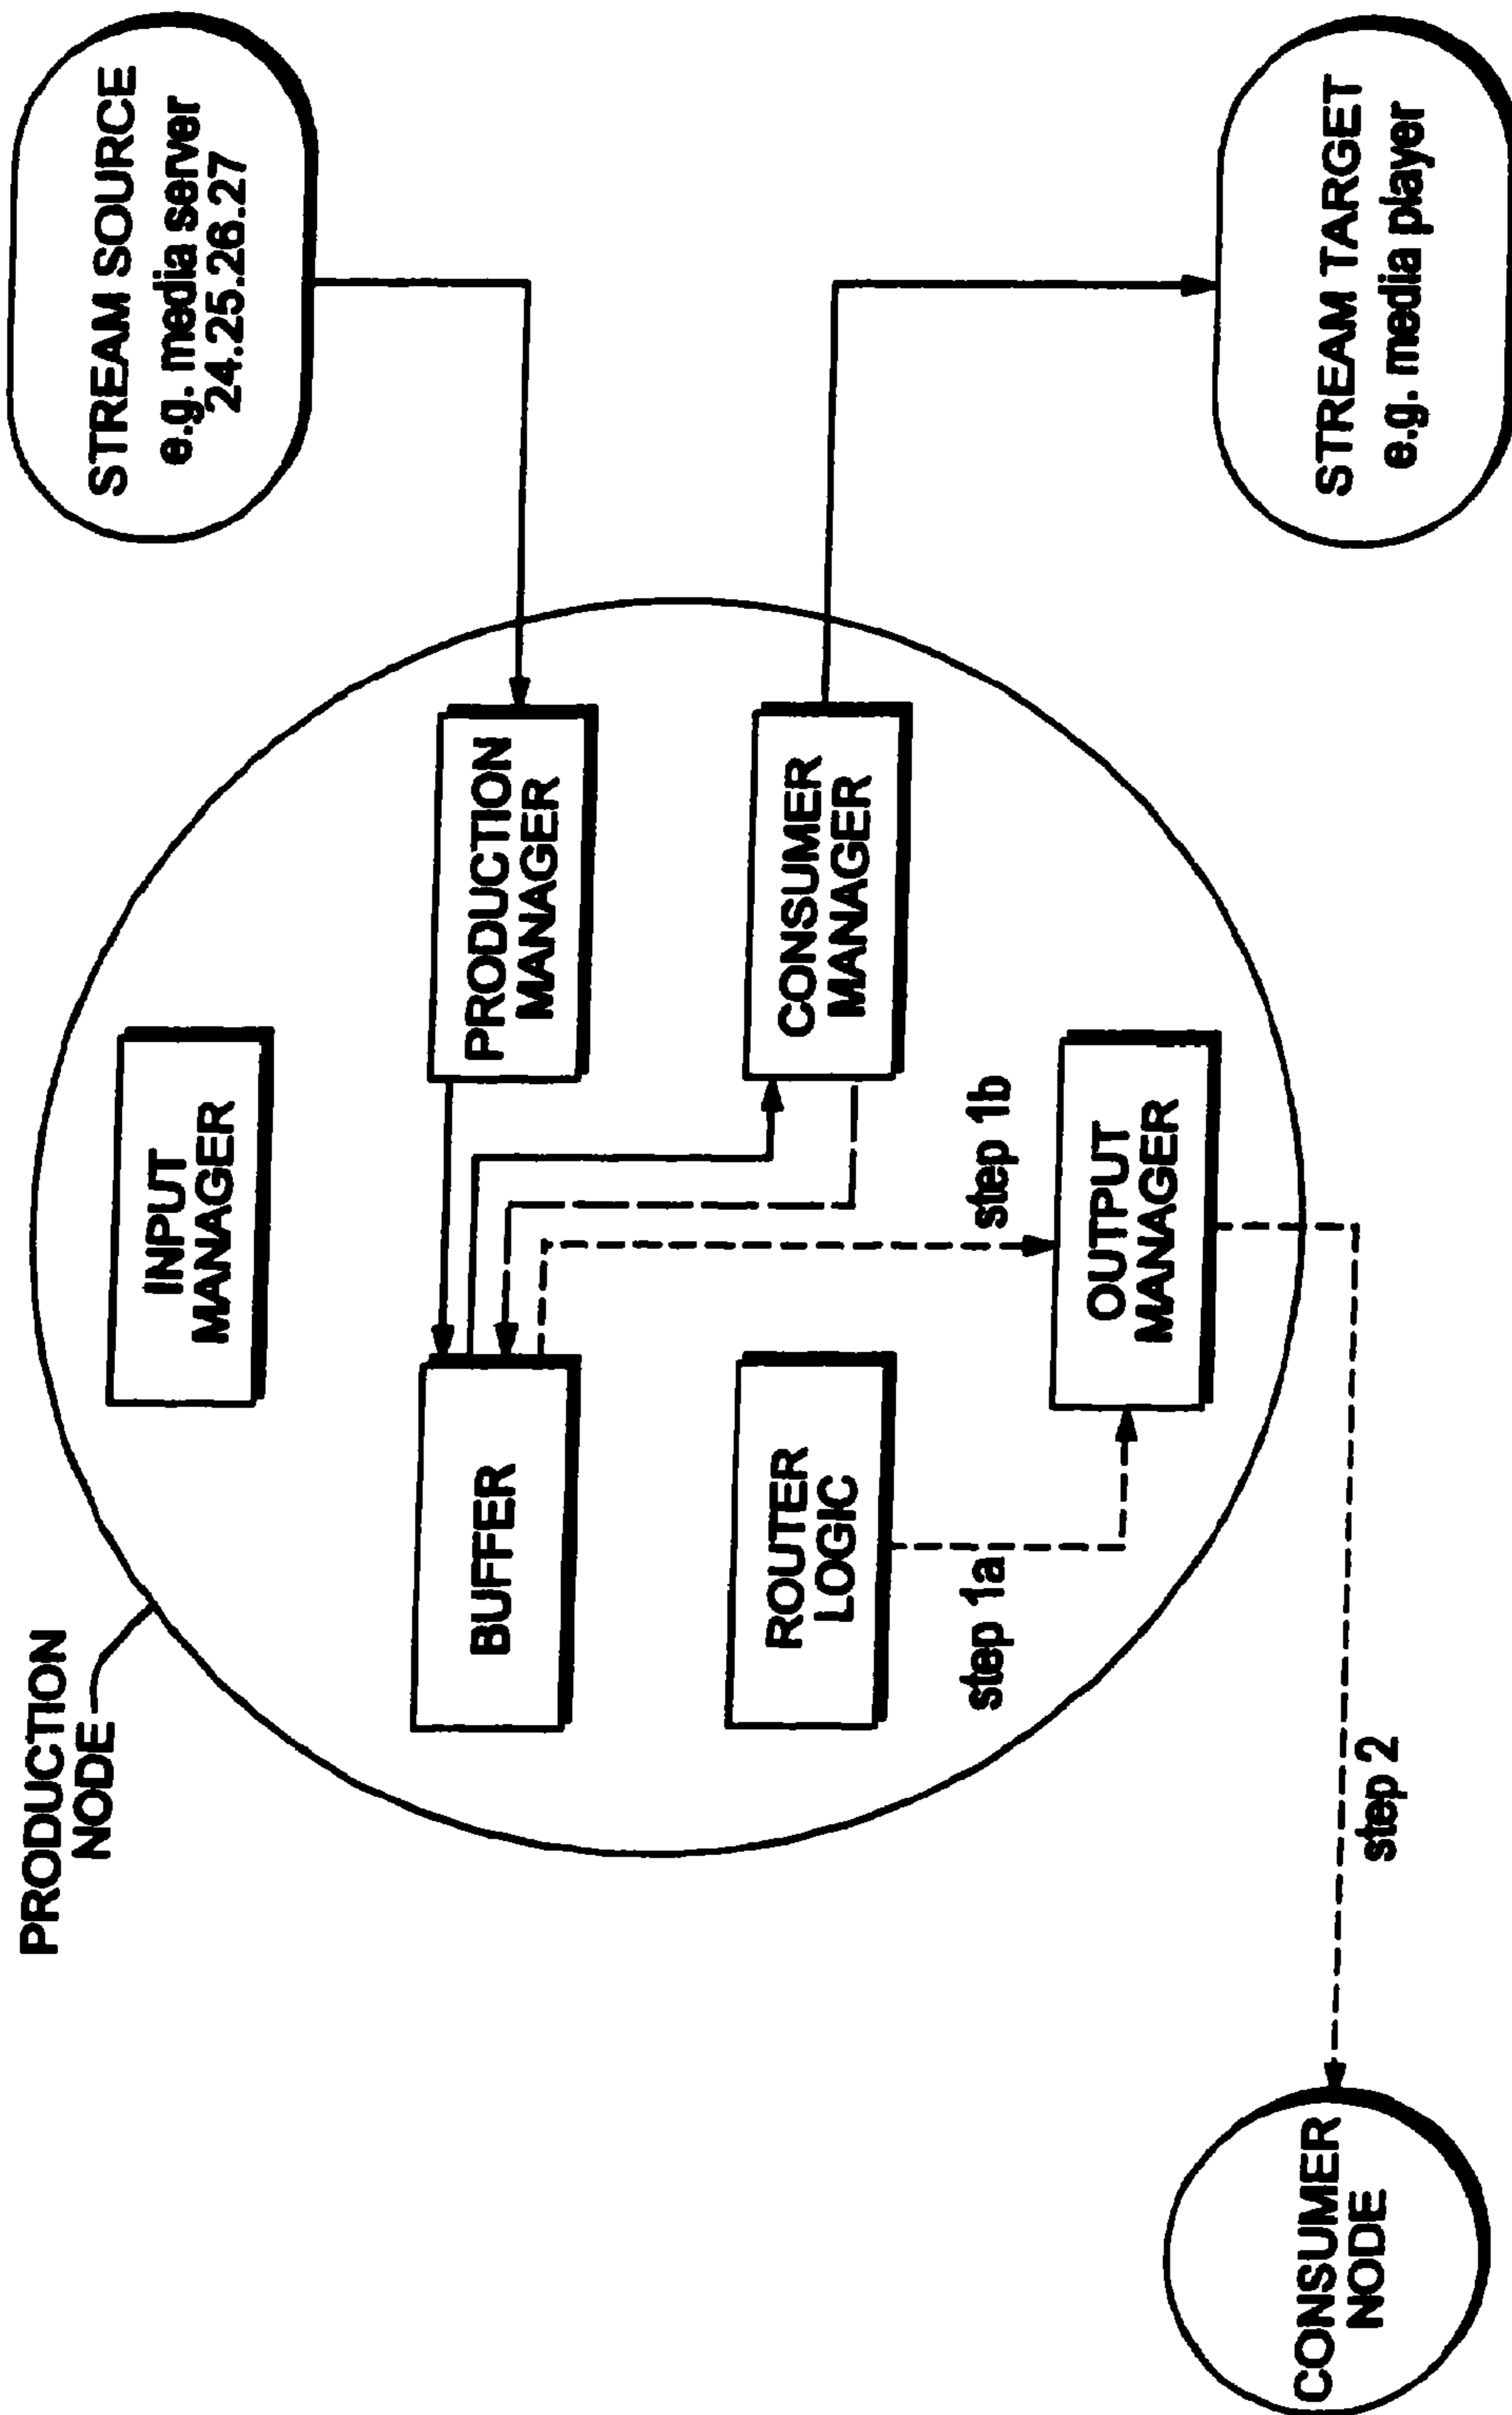 PRODUCTION
NODE
STREAM SOURCE
e.g. media server
24.25.26.27
INPUT
MANAGER
BUFFER
PRODUCTION
MANAGER
ROUTER
LOGIC
CONSUMER
MANAGER
step 1a
step 1b
OUTPUT
MANAGER
CONSUMER
NODE
step 2
STREAM TARGET
e.g. media player